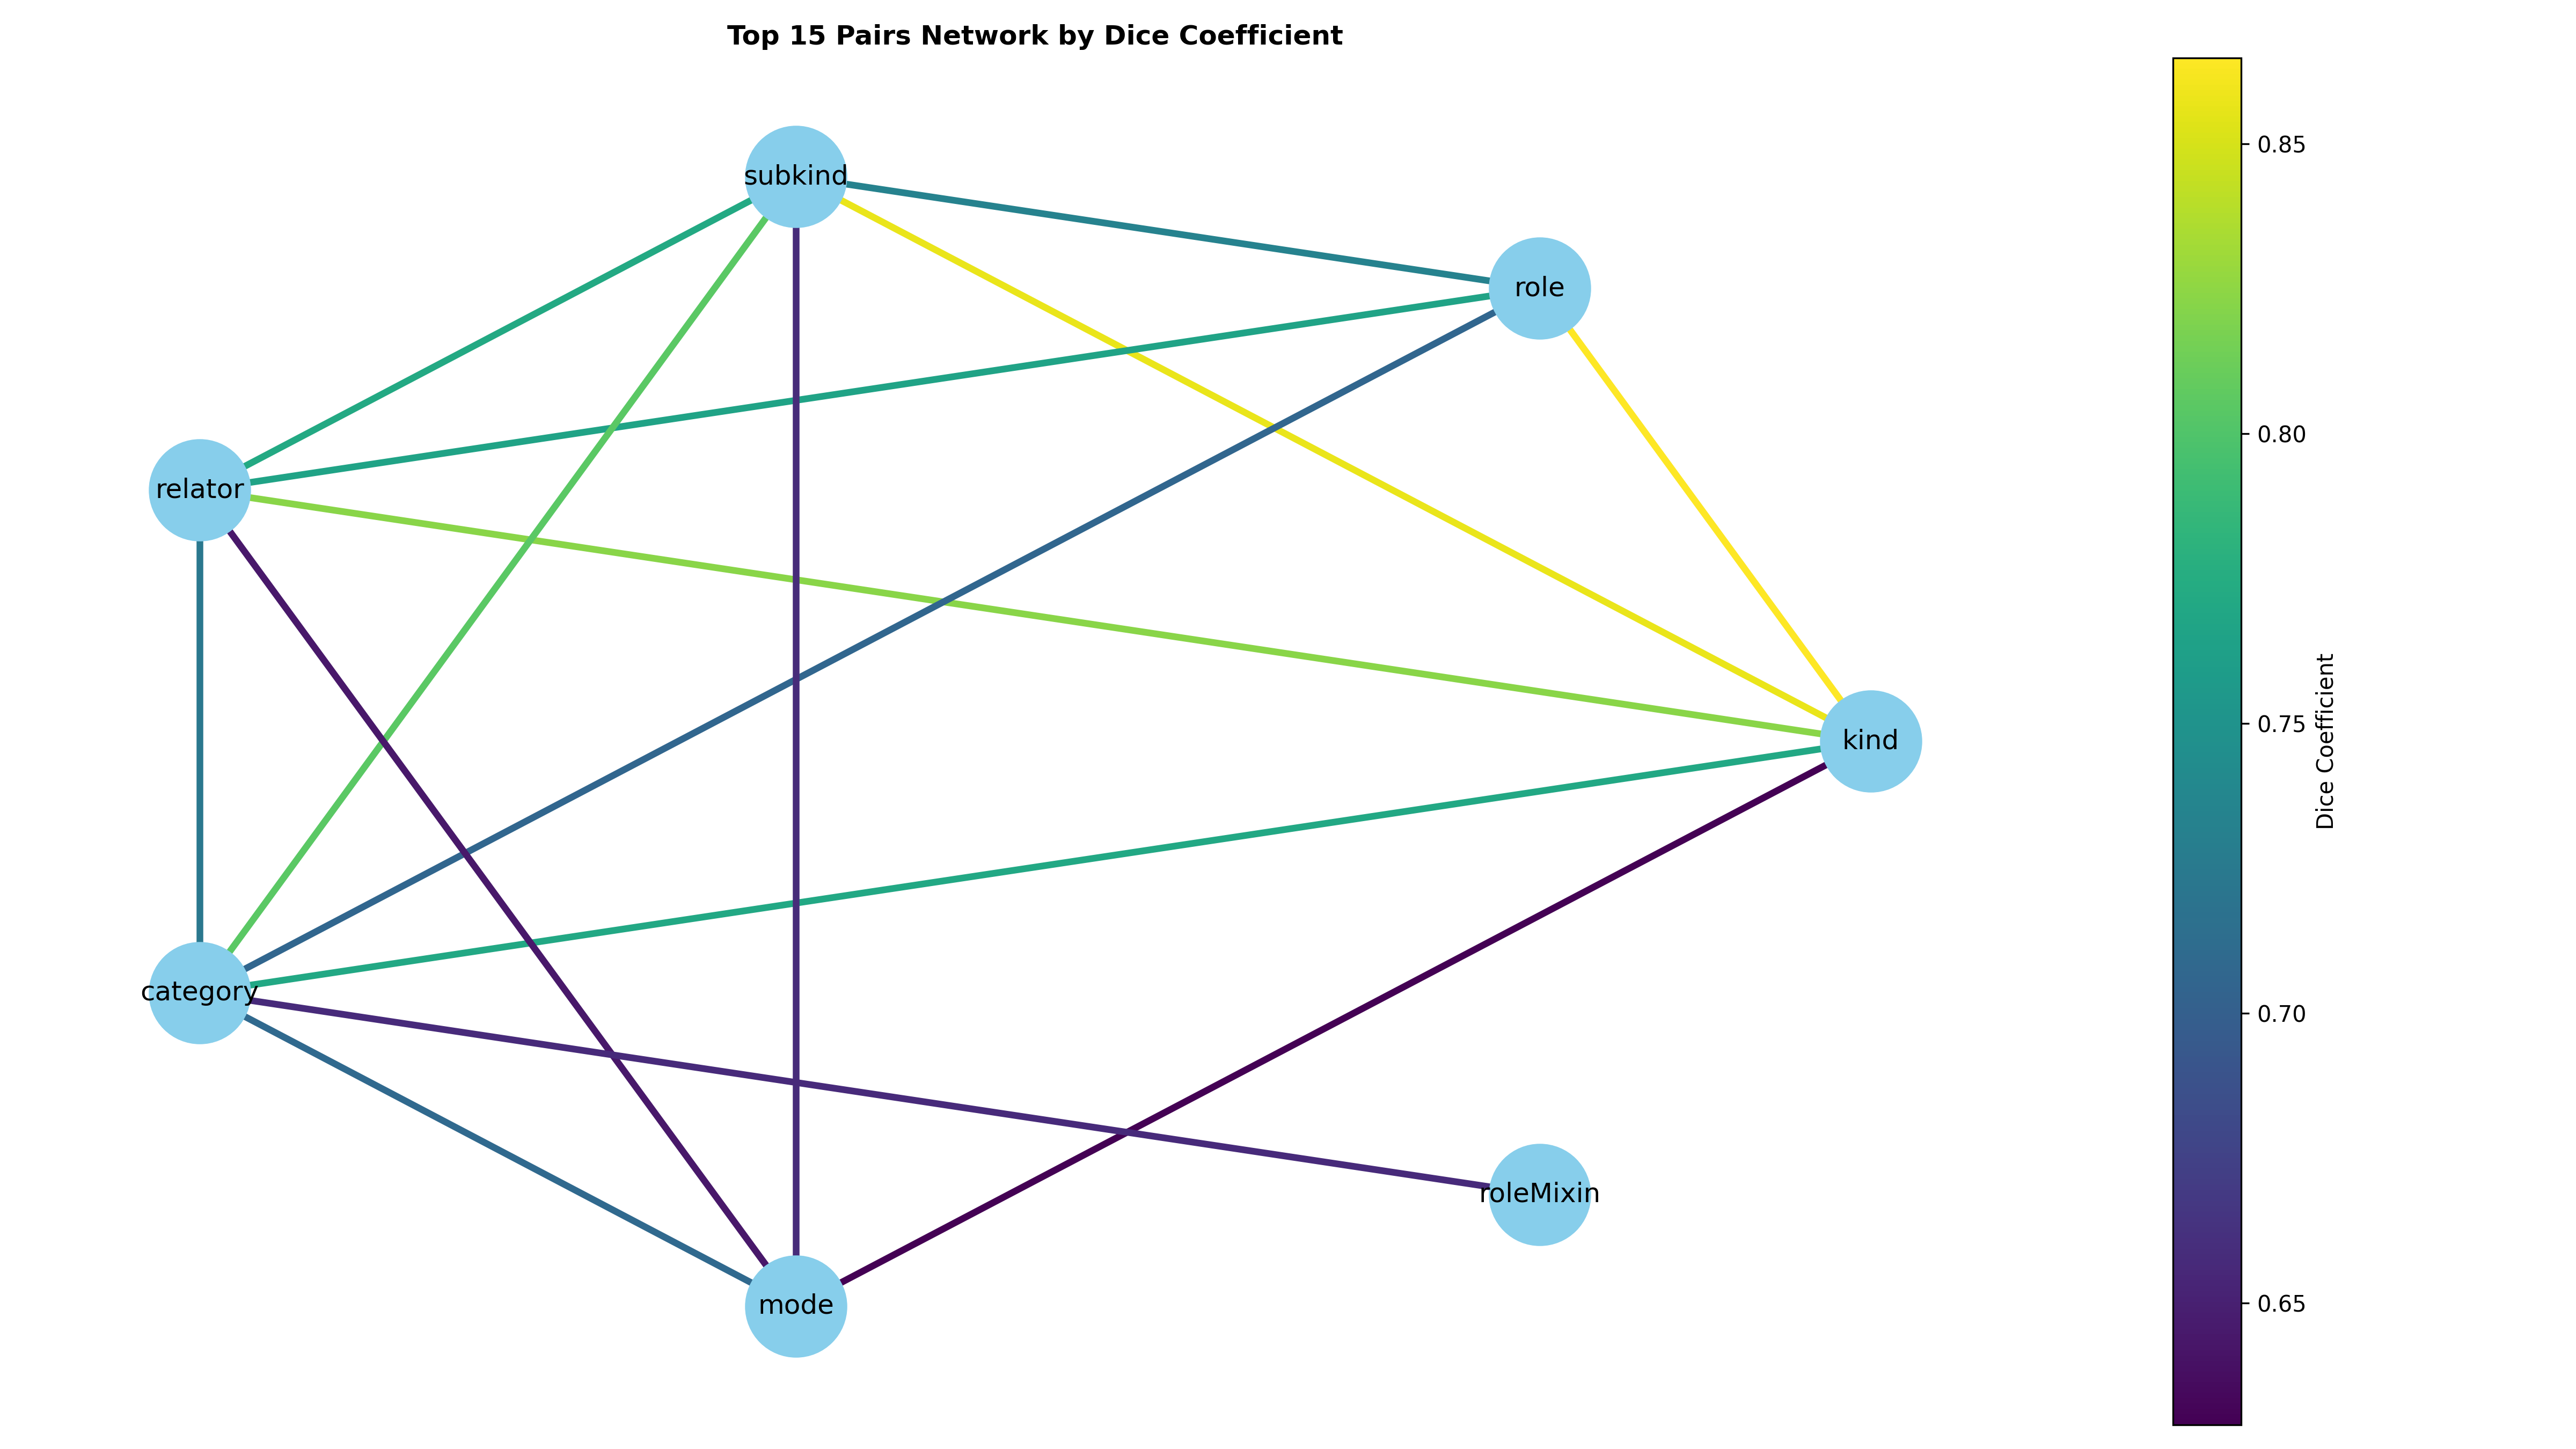 Top 15 Pairs Network by Dice Coefficient
subkind
role
relator
kind
category
roleMixin
mode
0.85
0.80
0.75
0.70
0.65
Dice Coefficient